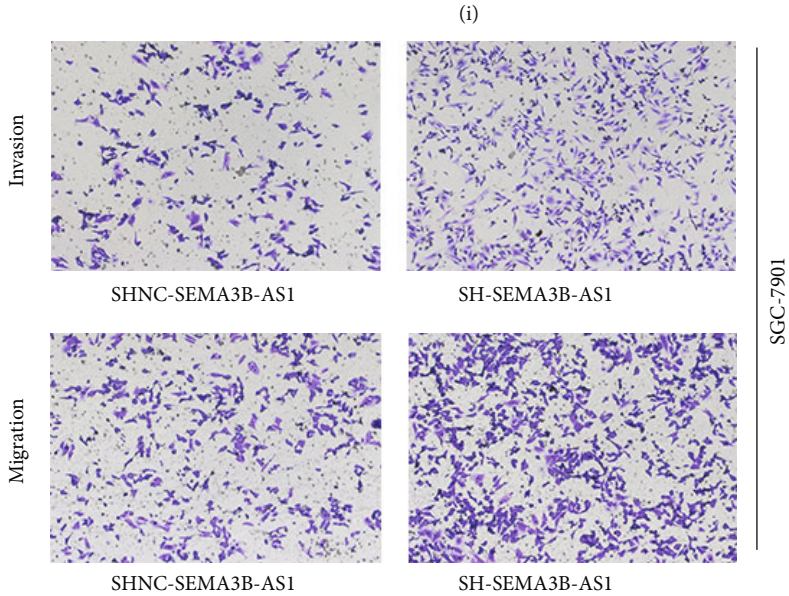 (i)
Invasion
SHNC-SEMA3B-AS1
SH-SEMA3B-AS1
Migration
SHNC-SEMA3B-AS1
SH-SEMA3B-AS1
SGC-7901